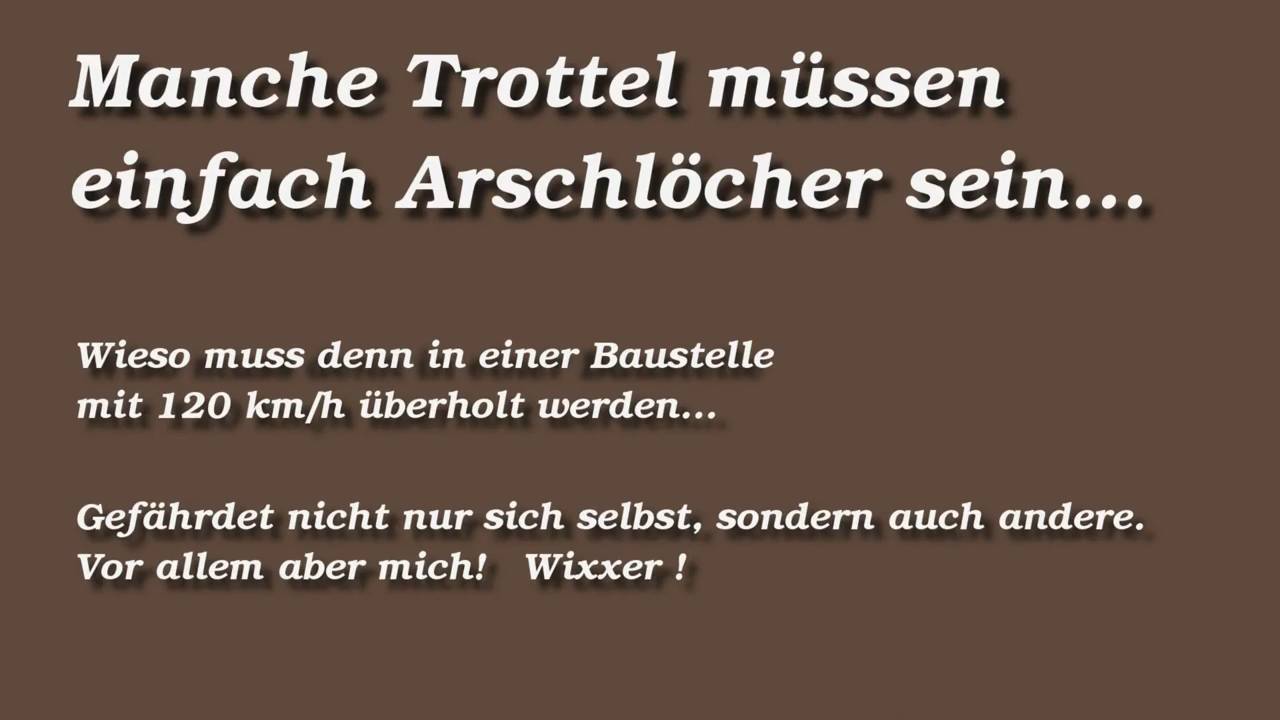 Manche Trottel müssen
einfach Arschlöcher sein...
Wieso muss denn in einer Baustelle
mit 120 km/h überholt werden...
Gefährdet nicht nur sich selbst, sondern auch andere.
Vor allem aber mich!   Wixxer !